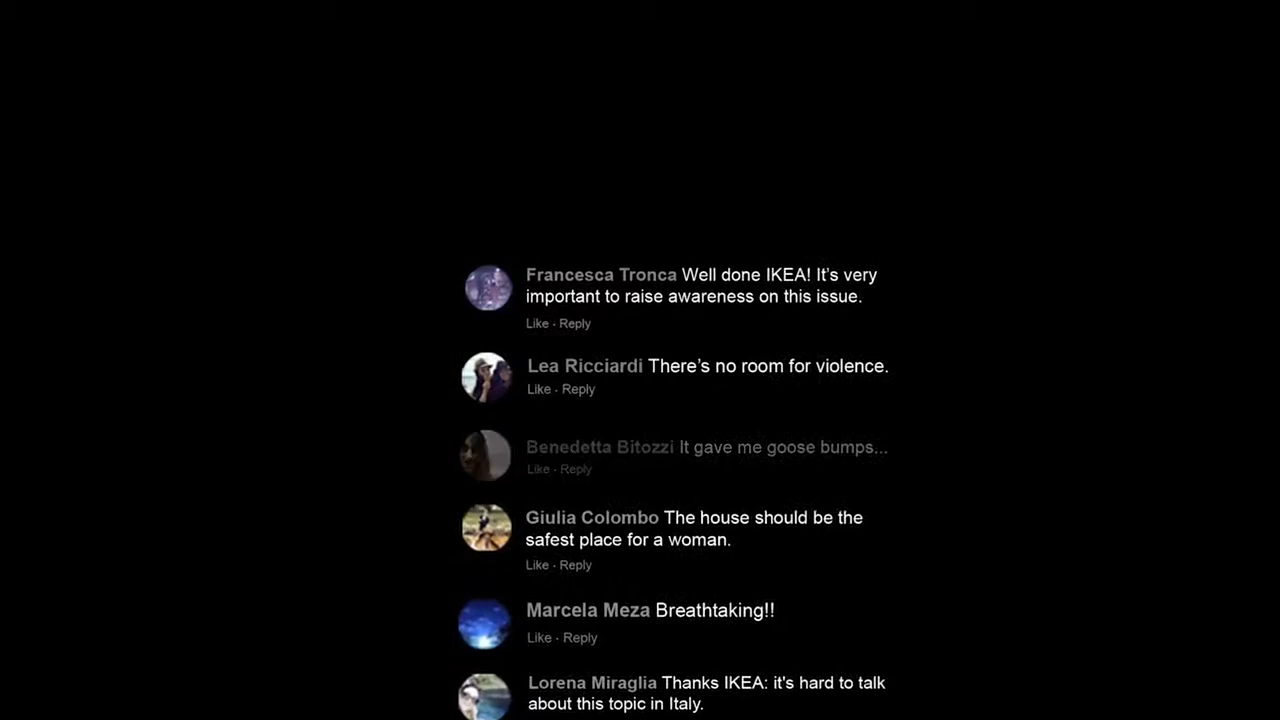 Francesca Tronca Well done IKEA! It's very
important to raise awareness on this issue.
Like · Reply
Lea Ricciardi There's no room for violence.
Like · Reply
Benedetta Bitozzi It gave me goose bumps...
Like · Reply
Giulia Colombo The house should be the
safest place for a woman.
Like · Reply
Marcela Meza Breathtaking!!
Like · Reply
Lorena Miraglia Thanks IKEA: it's hard to talk
about this topic in Italy.